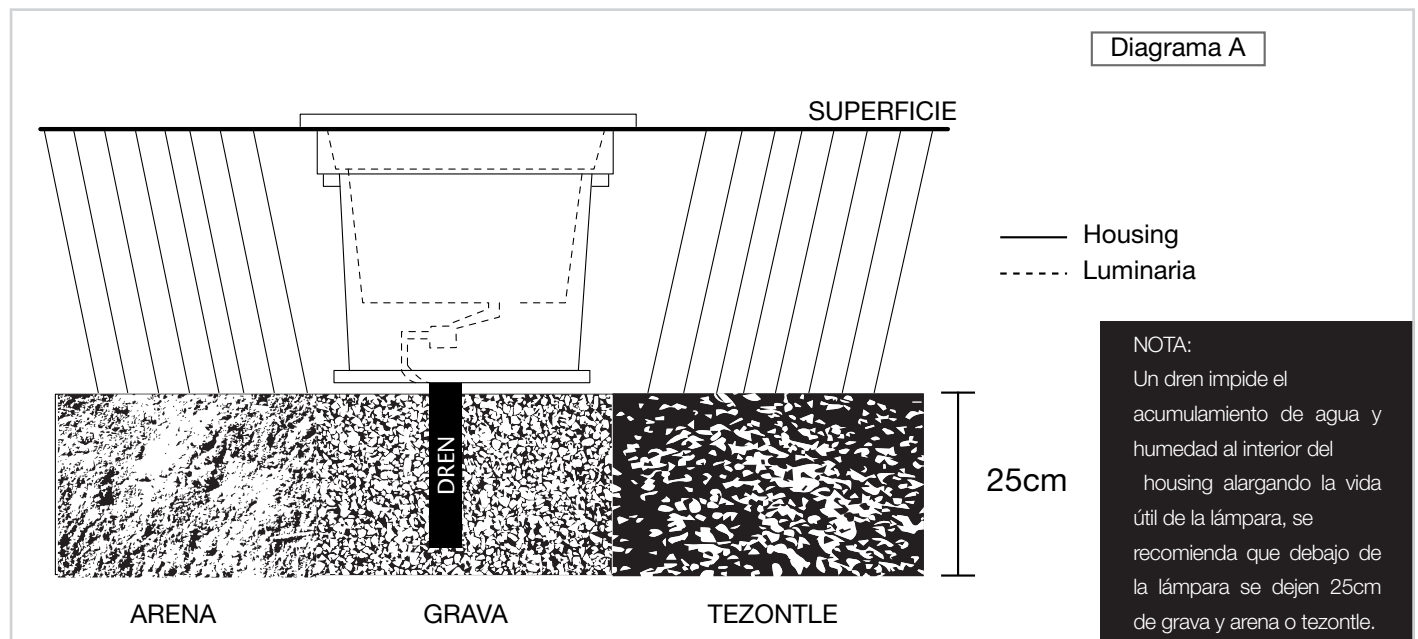 Diagrama A
SUPERFICIE
Housing
Luminaria
NOTA:
Un dren impide el
acumulamiento de agua y
humedad al interior del
housing alargando la vida
útil de la lámpara, se
recomienda que debajo de
la lámpara se dejen 25cm
de grava y arena o tezontle.
DREN
25cm
ARENA GRAVA TEZONTLE